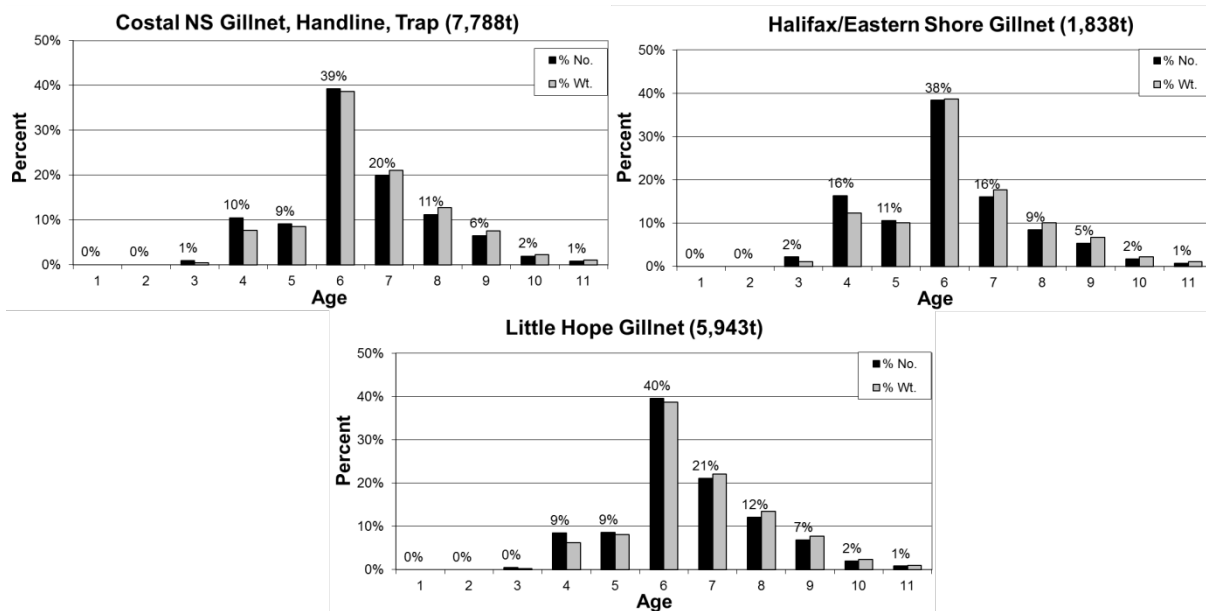 Costal NS Gillnet, Handline, Trap (7,788t)
50%
40%
30%
20%
10%
0%
Percent
% No.
% Wt.
0%
0%
1%
10%
9%
39%
20%
11%
6%
2%
1%
1 2 3 4 5 6 7 8 9 10 11
Age
Halifax/Eastern Shore Gillnet (1,838t)
50%
40%
30%
20%
10%
0%
Percent
% No.
% Wt.
0%
0%
2%
16%
11%
38%
16%
9%
5%
2%
1%
1 2 3 4 5 6 7 8 9 10 11
Age
Little Hope Gillnet (5,943t)
50%
40%
30%
20%
10%
0%
Percent
% No.
% Wt.
0%
0%
0%
9%
9%
40%
21%
12%
7%
2%
1%
1 2 3 4 5 6 7 8 9 10 11
Age